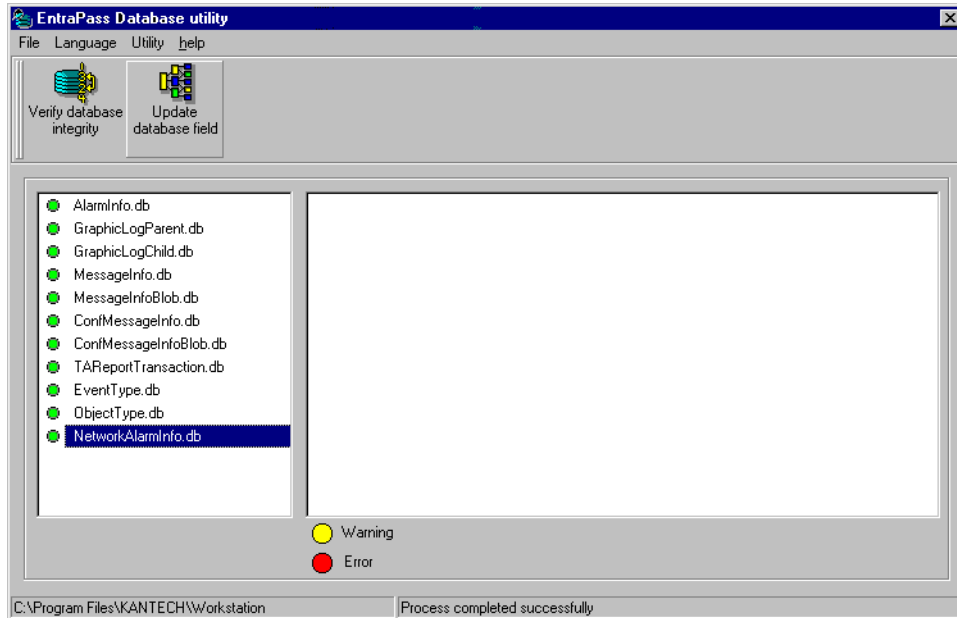 EntraPass Database utility
File Language Utility help
Verify database
integrity
Update
database field
AlarmInfo.db
GraphicLogParent.db
GraphicLogChild.db
MessageInfo.db
MessageInfoBlob.db
ConfMessageInfo.db
ConfMessageInfoBlob.db
TAReportTransaction.db
EventType.db
ObjectType.db
NetworkAlarmInfo.db
Warning
Error
C:\Program Files\KANTECH\Workstation
Process completed successfully